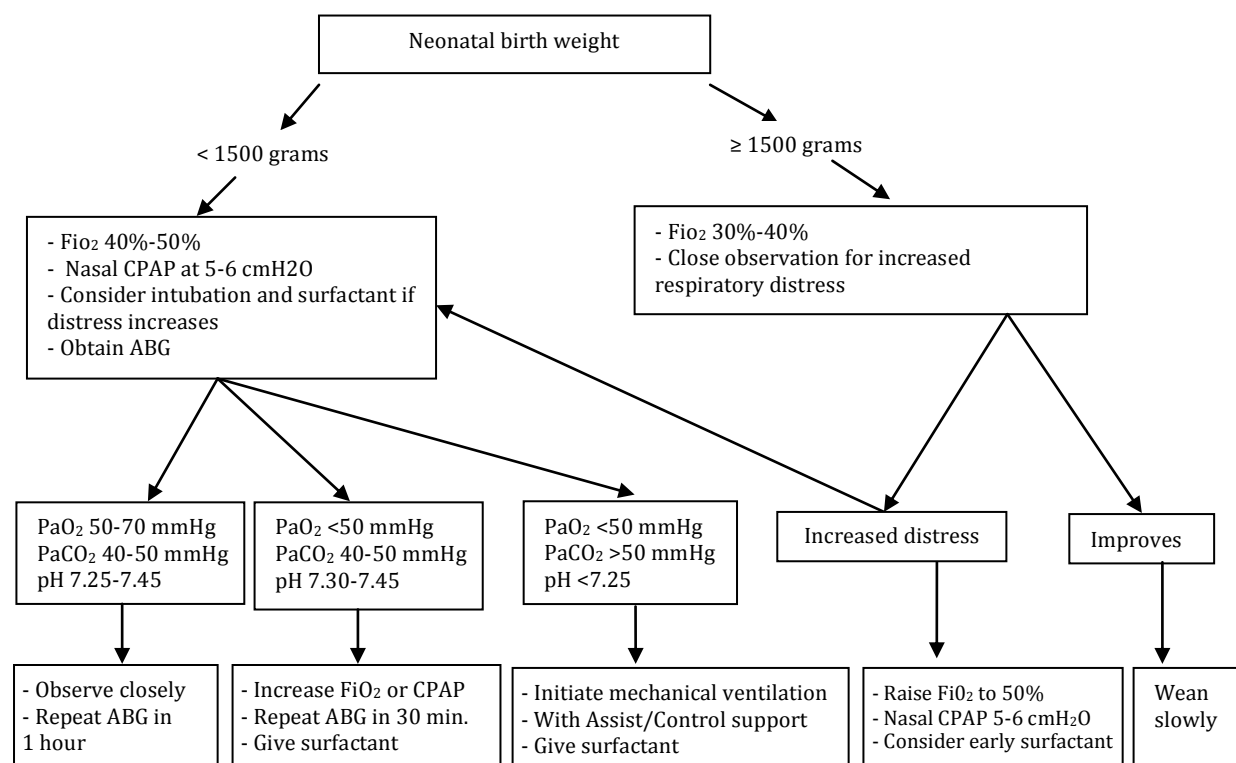 Neonatal birth weight
< 1500 grams
≥ 1500 grams
- Fio₂ 40%-50%
- Nasal CPAP at 5-6 cmH2O
- Consider intubation and surfactant if
distress increases
- Obtain ABG
- Fio₂ 30%-40%
- Close observation for increased
respiratory distress
PaO₂ 50-70 mmHg
PaCO₂ 40-50 mmHg
pH 7.25-7.45
PaO₂ <50 mmHg
PaCO₂ 40-50 mmHg
pH 7.30-7.45
PaO₂ <50 mmHg
PaCO₂ >50 mmHg
pH <7.25
Increased distress
Improves
- Observe closely
- Repeat ABG in
1 hour
- Increase FiO₂ or CPAP
- Repeat ABG in 30 min.
- Give surfactant
- Initiate mechanical ventilation
- With Assist/Control support
- Give surfactant
- Raise Fi0₂ to 50%
- Nasal CPAP 5-6 cmH₂O
- Consider early surfactant
Wean
slowly